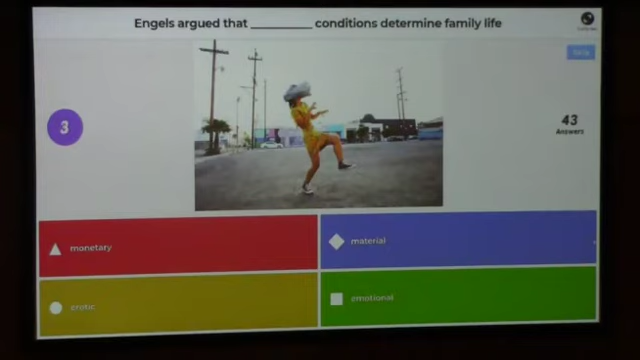 Engels argued that __________ conditions determine family life
3
43
Answers
monetary
material
erotic
emotional